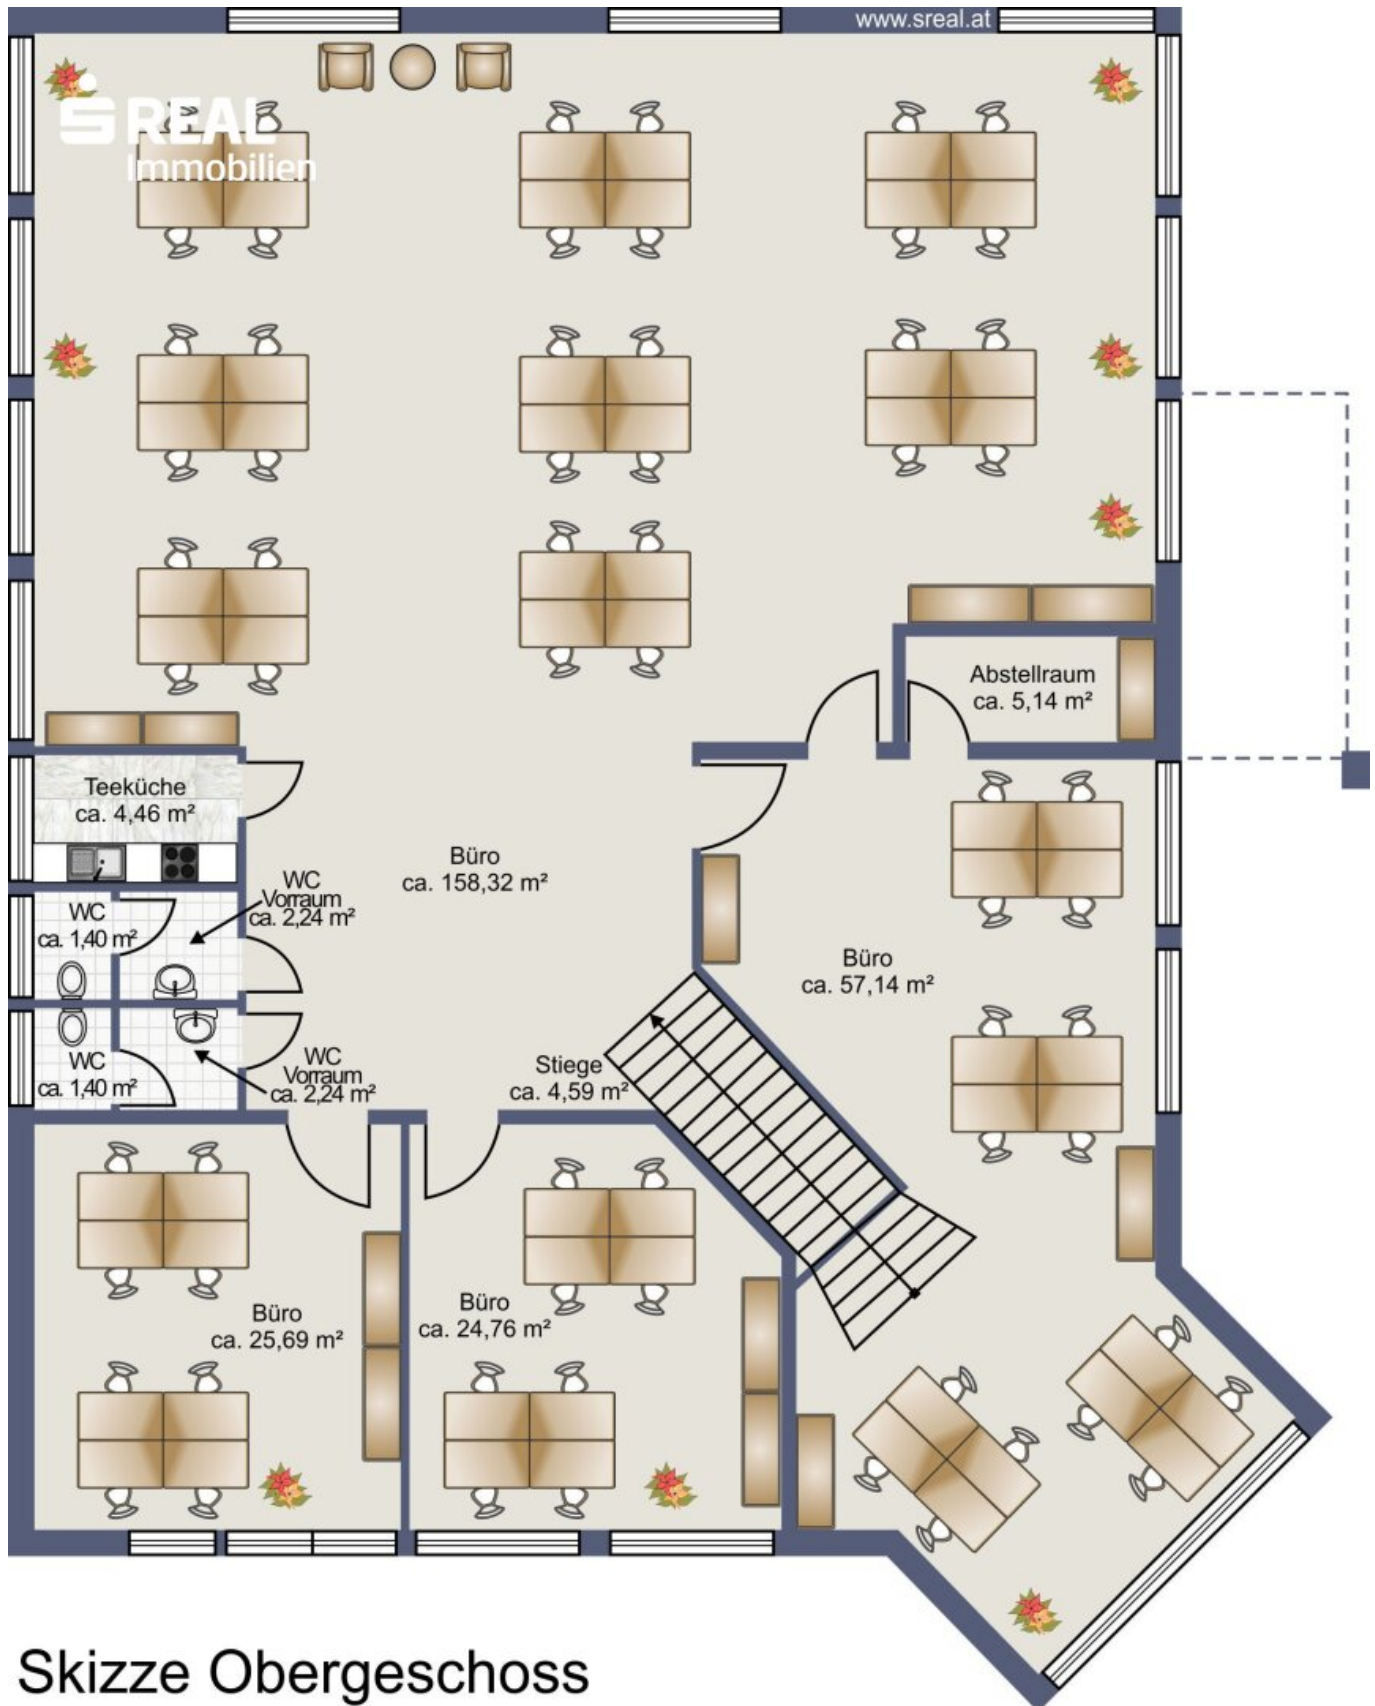 www.sreal.at
S REAL
Immobilien
Abstellraum
ca. 5,14 m²
Teeküche
ca. 4,46 m²
Büro
ca. 158,32 m²
WC
Vorraum
ca. 2,24 m²
WC
ca. 1,40 m²
Büro
ca. 57,14 m²
WC
ca. 1,40 m²
WC
Vorraum
ca. 2,24 m²
Stiege
ca. 4,59 m²
Büro
ca. 25,69 m²
Büro
ca. 24,76 m²
Skizze Obergeschoss